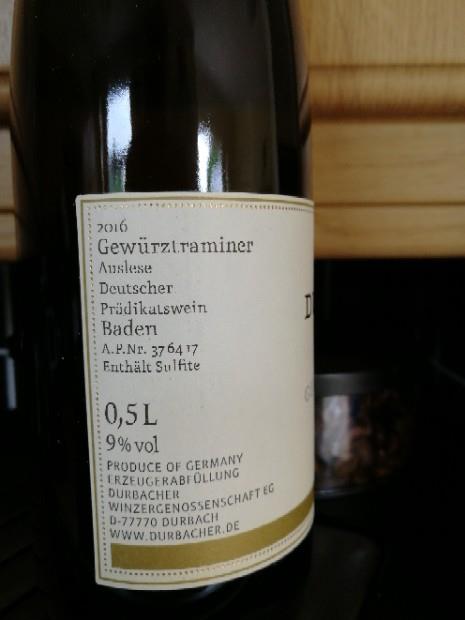 2016
Gewürztraminer
Auslese
Deutscher
Prädikatswein
Baden
A.P.Nr. 376417
Enthält Sulfite
0,5 L
9% vol
PRODUCE OF GERMANY
ERZEUGERABFÜLLUNG
DURBACHER
WINZERGENOSSENSCHAFT EG
D-77770 DURBACH
WWW.DURBACHER.DE